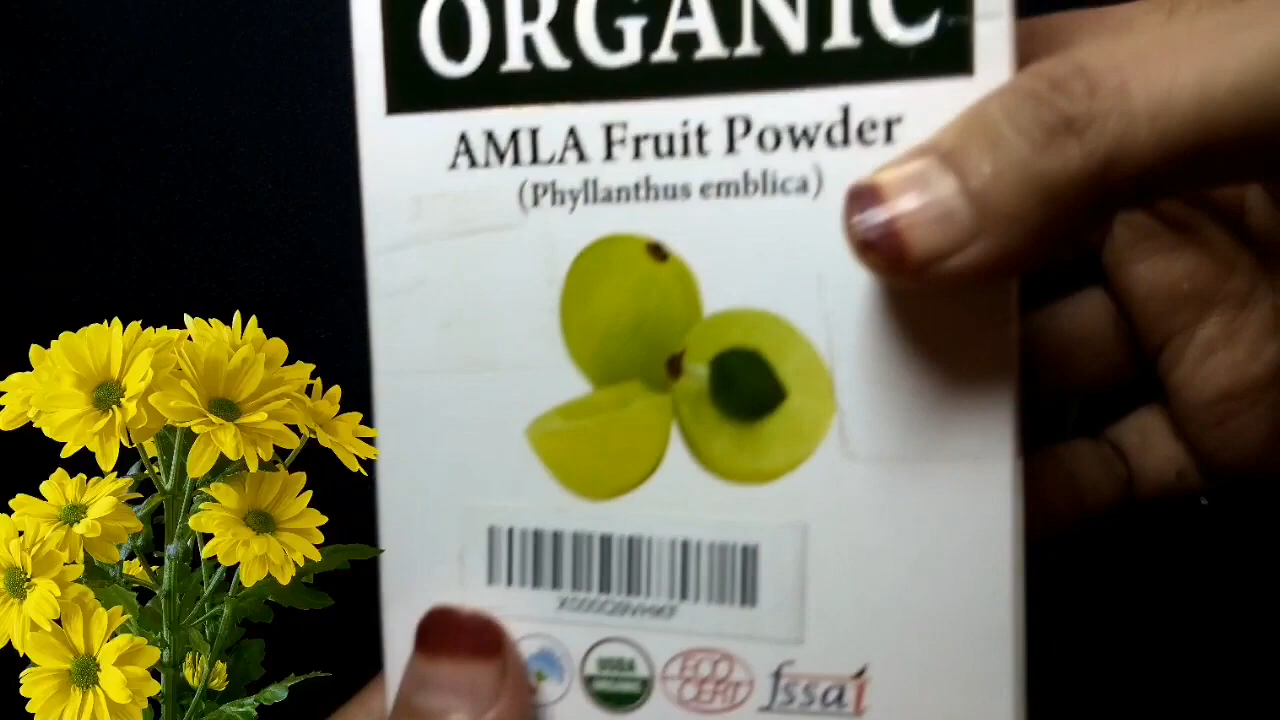 ORGANIC
AMLA Fruit Powder
(Phyllanthus emblica)
USDA
ORGANIC
ECO
CERT
fssai